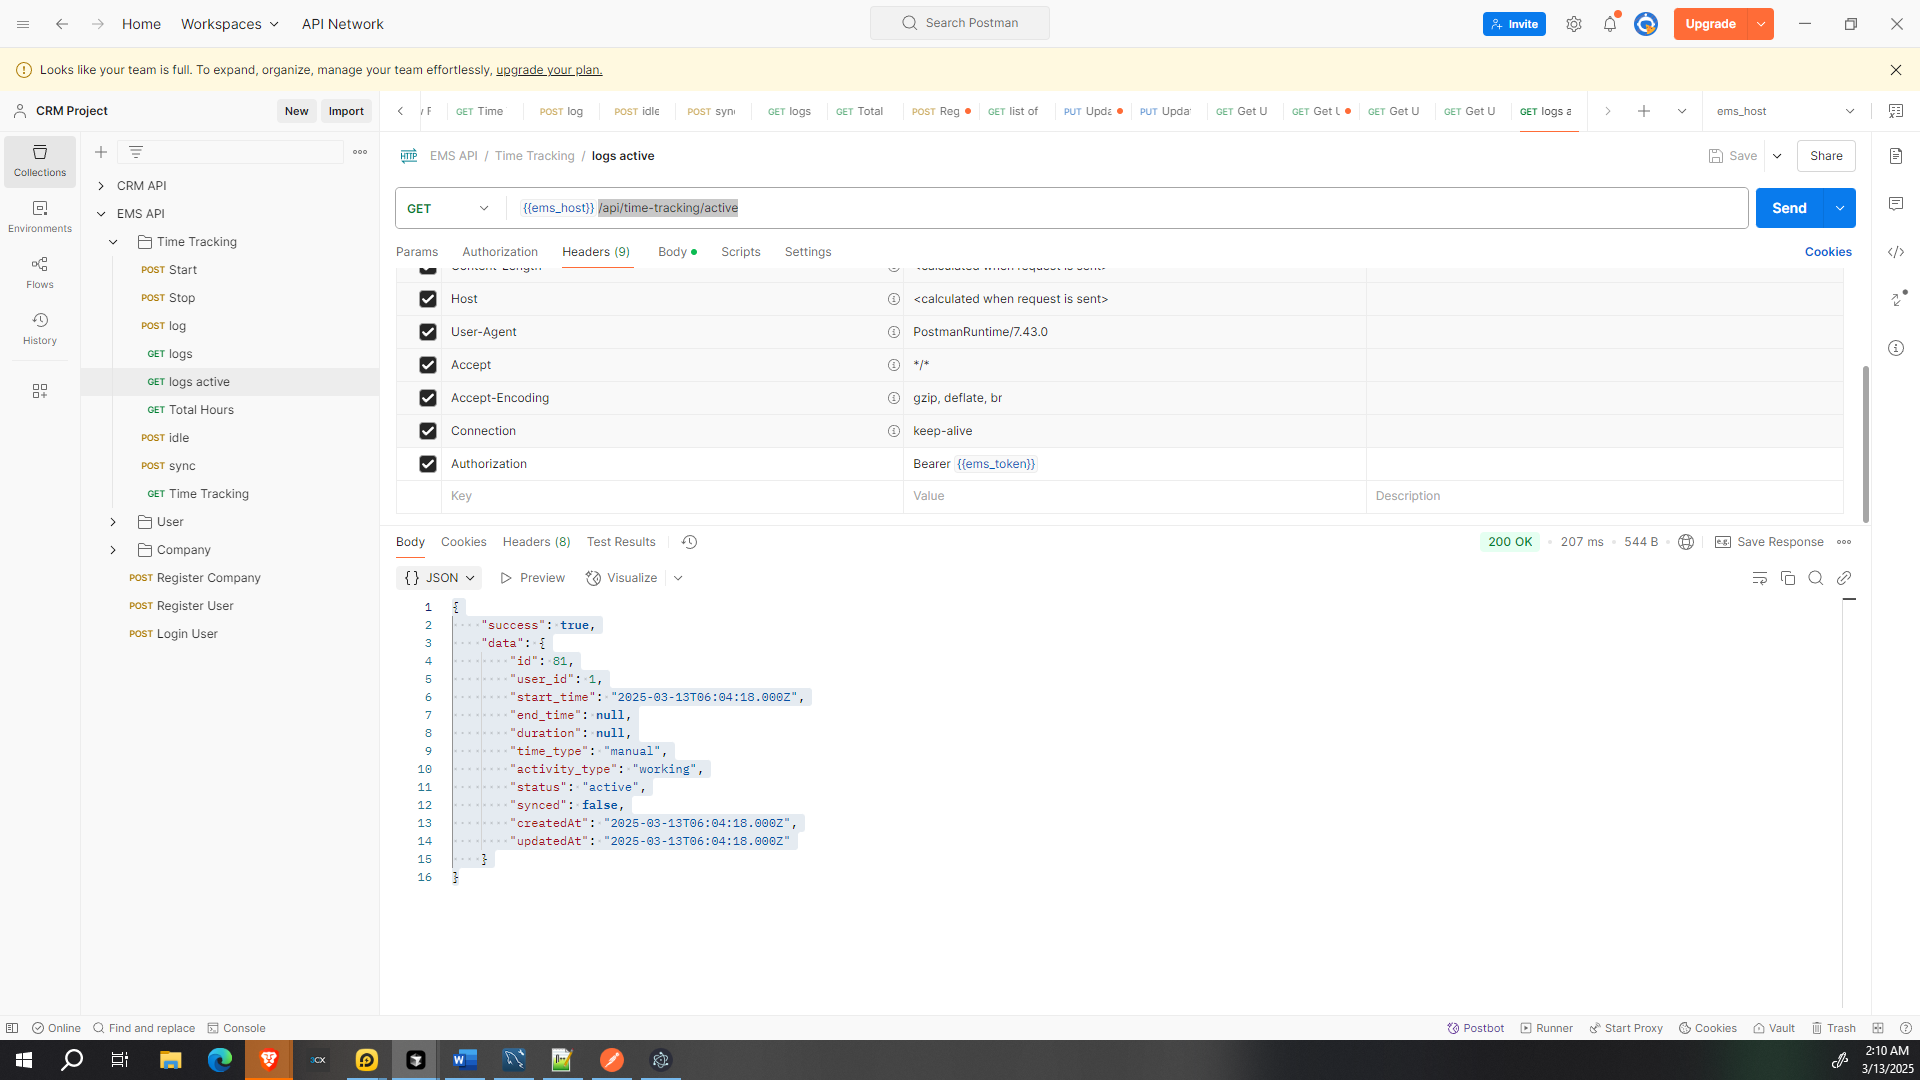 Home Workspaces API Network Search Postman Invite Upgrade
Looks like your team is full. To expand, organize, manage your team effortlessly, upgrade your plan.
CRM Project New Import
GET Time POST log POST idle POST sync GET logs GET Total POST Reg GET list of PUT Upda PUT Updat GET Get U GET Get U GET Get U GET Get U GET logs a ems_host
Collections
Environments
Flows
History
CRM API
EMS API
Time Tracking
POST Start
POST Stop
POST log
GET logs
GET logs active
GET Total Hours
POST idle
POST sync
GET Time Tracking
User
Company
POST Register Company
POST Register User
POST Login User
HTTP EMS API / Time Tracking / logs active Save Share
GET {{ems_host}} /api/time-tracking/active Send
Params Authorization Headers (9) Body Scripts Settings Cookies
Content-Length <calculated when request is sent>
Host <calculated when request is sent>
User-Agent PostmanRuntime/7.43.0
Accept */*
Accept-Encoding gzip, deflate, br
Connection keep-alive
Authorization Bearer {{ems_token}}
Key Value Description
Body Cookies Headers (8) Test Results 200 OK 207 ms 544 B e.g. Save Response
{} JSON Preview Visualize
1 {
2 "success": true,
3 "data": {
4 "id": 81,
5 "user_id": 1,
6 "start_time": "2025-03-13T06:04:18.000Z",
7 "end_time": null,
8 "duration": null,
9 "time_type": "manual",
10 "activity_type": "working",
11 "status": "active",
12 "synced": false,
13 "createdAt": "2025-03-13T06:04:18.000Z",
14 "updatedAt": "2025-03-13T06:04:18.000Z"
15 }
16 }
Online Find and replace Console Postbot Runner Start Proxy Cookies Vault Trash
3CX
2:10 AM
3/13/2025